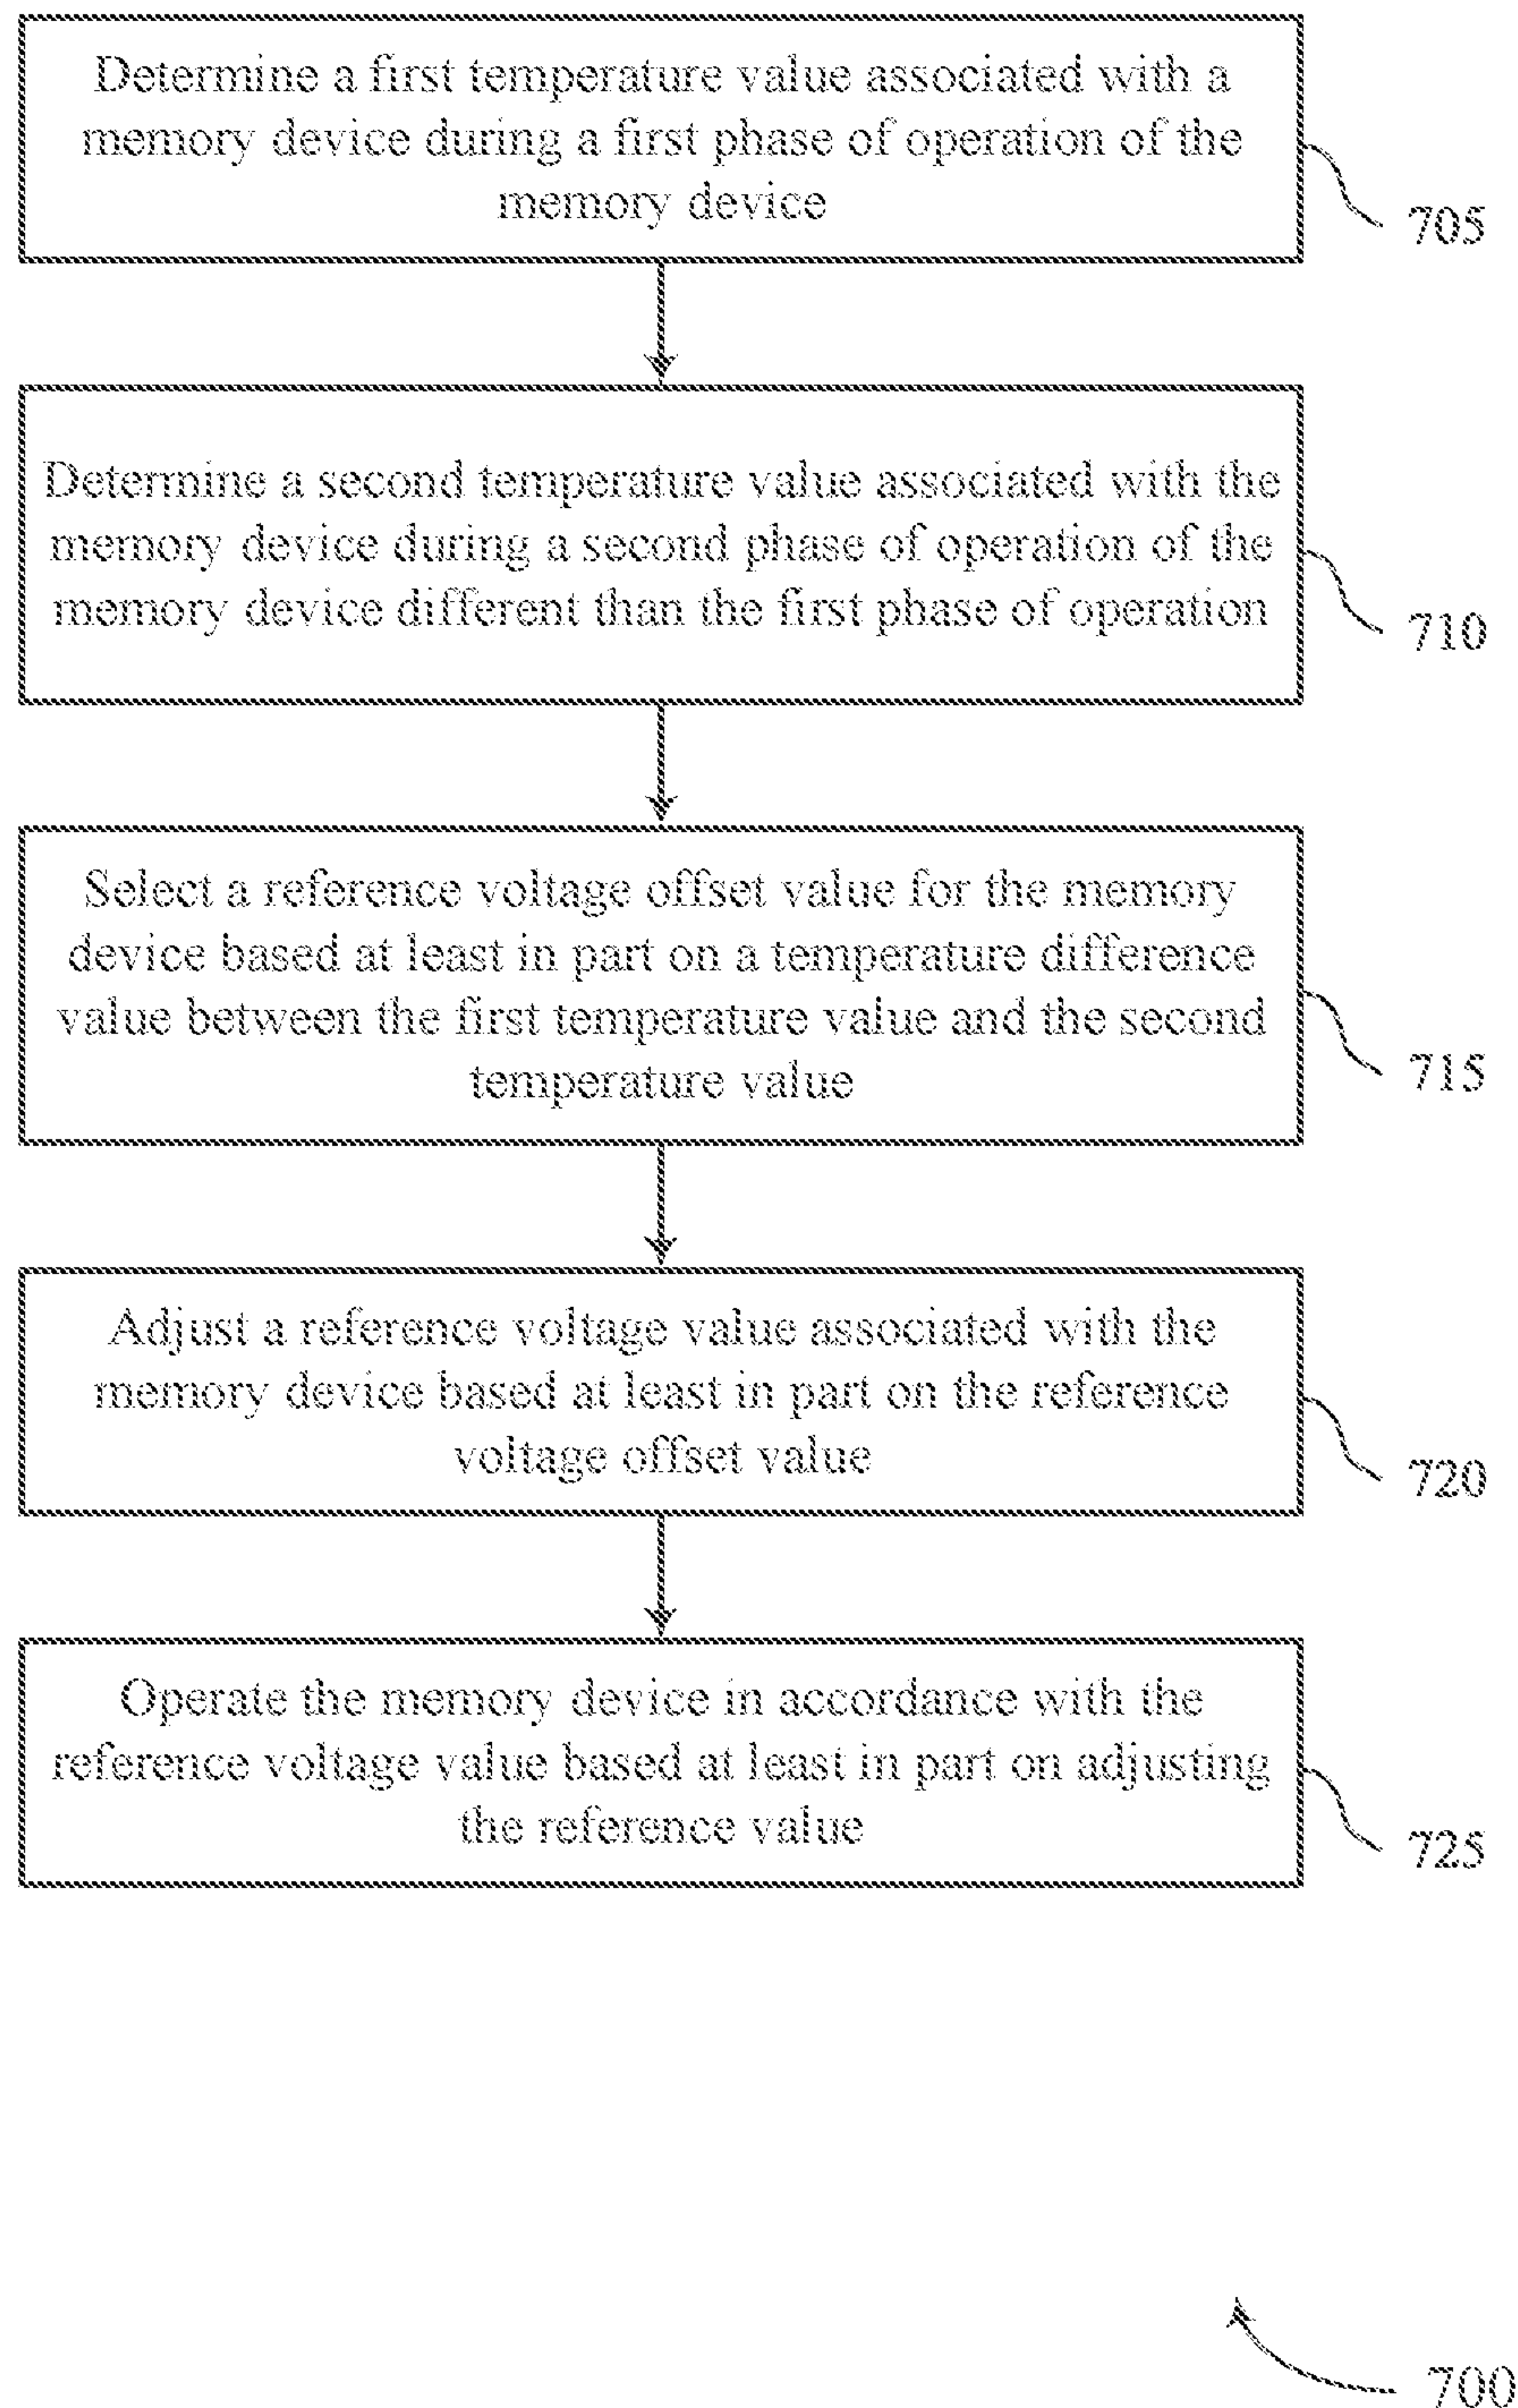 Determine a first temperature value associated with a
memory device during a first phase of operation of the
memory device
705
Determine a second temperature value associated with the
memory device during a second phase of operation of the
memory device different than the first phase of operation
710
Select a reference voltage offset value for the memory
device based at least in part on a temperature difference
value between the first temperature value and the second
temperature value
715
Adjust a reference voltage value associated with the
memory device based at least in part on the reference
voltage offset value
720
Operate the memory device in accordance with the
reference voltage value based at least in part on adjusting
the reference value
725
700